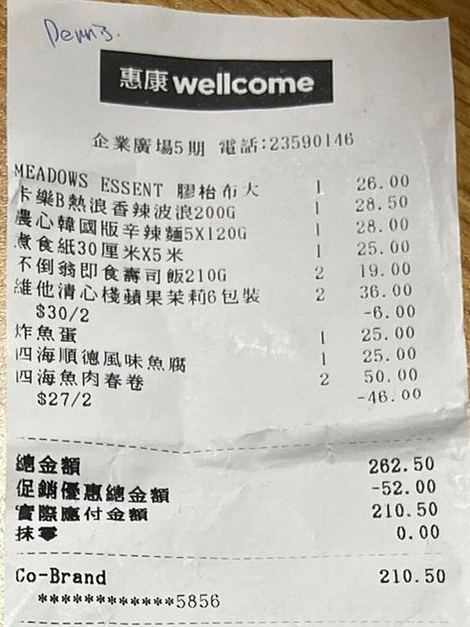 Dennis.
惠康 wellcome
企業廣場5期 電話:23590146
MEADOWS ESSENT 膠枱布大 1 26.00
卡樂B熱浪香辣波浪200G 1 28.50
農心韓國版辛辣麵5X120G 1 28.00
煮食紙30厘米X5米 1 25.00
不倒翁即食壽司飯210G 2 19.00
維他清心棧蘋果茉莉6包裝 2 36.00
$30/2 -6.00
炸魚蛋 1 25.00
四海順德風味魚腐 1 25.00
四海魚肉春卷 2 50.00
$27/2 -46.00
總金額 262.50
促銷優惠總金額 -52.00
實際應付金額 210.50
抹零 0.00
Co-Brand 210.50
************5856